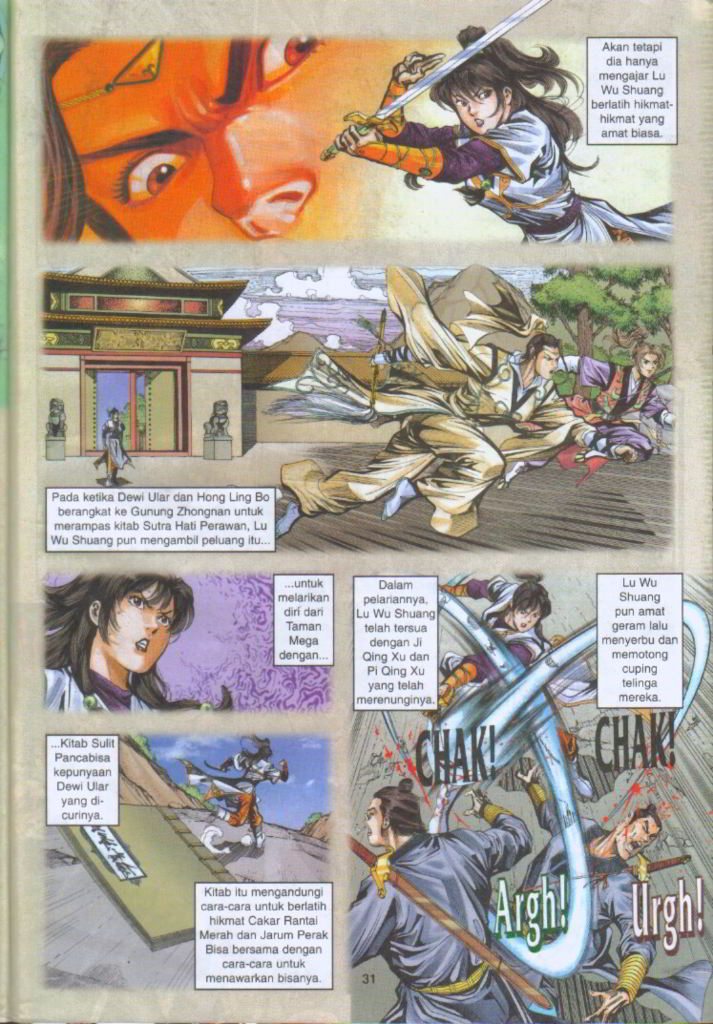 Akan tetapi
dia hanya
mengajar Lu
Wu Shuang
berlatih hikmat-
hikmat yang
amat biasa.
Pada ketika Dewi Ular dan Hong Ling Bo
berangkat ke Gunung Zhongnan untuk
merampas kitab Sutra Hati Perawan, Lu
Wu Shuang pun mengambil peluang itu...
...untuk
melarikan
diri dari
Taman
Mega
dengan...
...Kitab Sulit
Pancabisa
kepunyaan
Dewi Ular
yang di-
curinya.
Kitab itu mengandungi
cara-cara untuk berlatih
hikmat Cakar Rantai
Merah dan Jarum Perak
Bisa bersama dengan
cara-cara untuk
menawarkan bisanya.
Dalam
pelariannya,
Lu Wu Shuang
telah tersua
dengan Ji
Qing Xu dan
Pi Qing Xu
yang telah
merenunginya.
Lu Wu
Shuang
pun amat
geram lalu
menyerbu dan
memotong
cuping
telinga
mereka.
CHAK!
CHAK!
Argh!
Urgh!
31